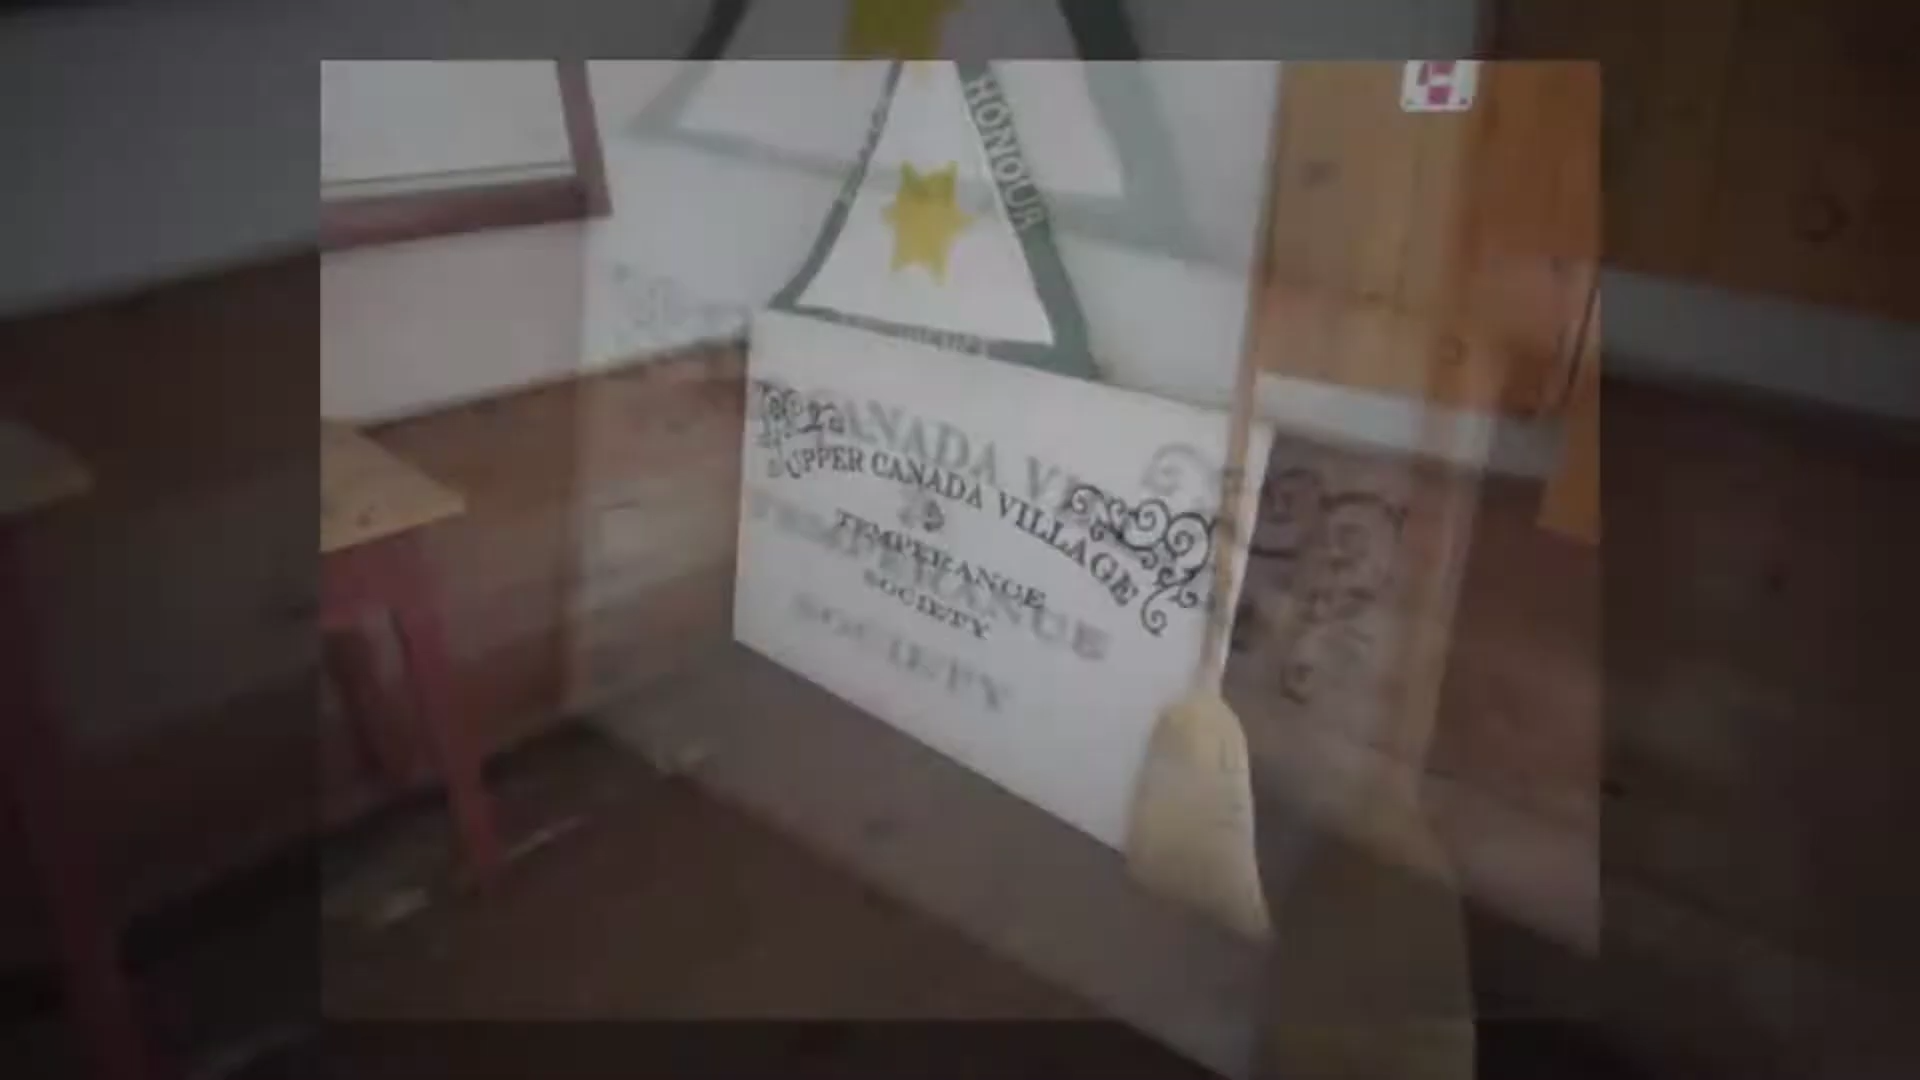 HONOUR
UPPER CANADA VILLAGE
TEMPERANCE
SOCIETY